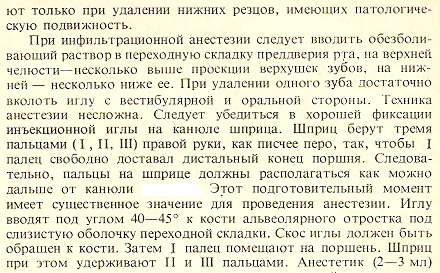 ют только при удалении нижних резцов, имеющих патологиче-
скую подвижность.
При инфильтрационной анестезии следует вводить обезболи-
вающий раствор в переходную складку преддверия рта, на верхней
челюсти—несколько выше проекции верхушек зубов, на ниж-
ней — несколько ниже ее. При удалении одного зуба достаточно
вколоть иглу с вестибулярной и оральной стороны. Техника
анестезии несложна. Следует убедиться в хорошей фиксации
инъекционной иглы на канюле шприца. Шприц берут тремя
пальцами (I, II, III) правой руки, как писчее перо, так, чтобы I
палец свободно доставал дистальный конец поршня. Следова-
тельно, пальцы на шприце должны располагаться как можно
дальше от канюли Этот подготовительный момент
имеет существенное значение для проведения анестезии. Иглу
вводят под углом 40—45° к кости альвеолярного отростка под
слизистую оболочку переходной складки. Скос иглы должен быть
обращен к кости. Затем I палец помещают на поршень. Шприц
при этом удерживают II и III пальцами. Анестетик (2—3 мл)